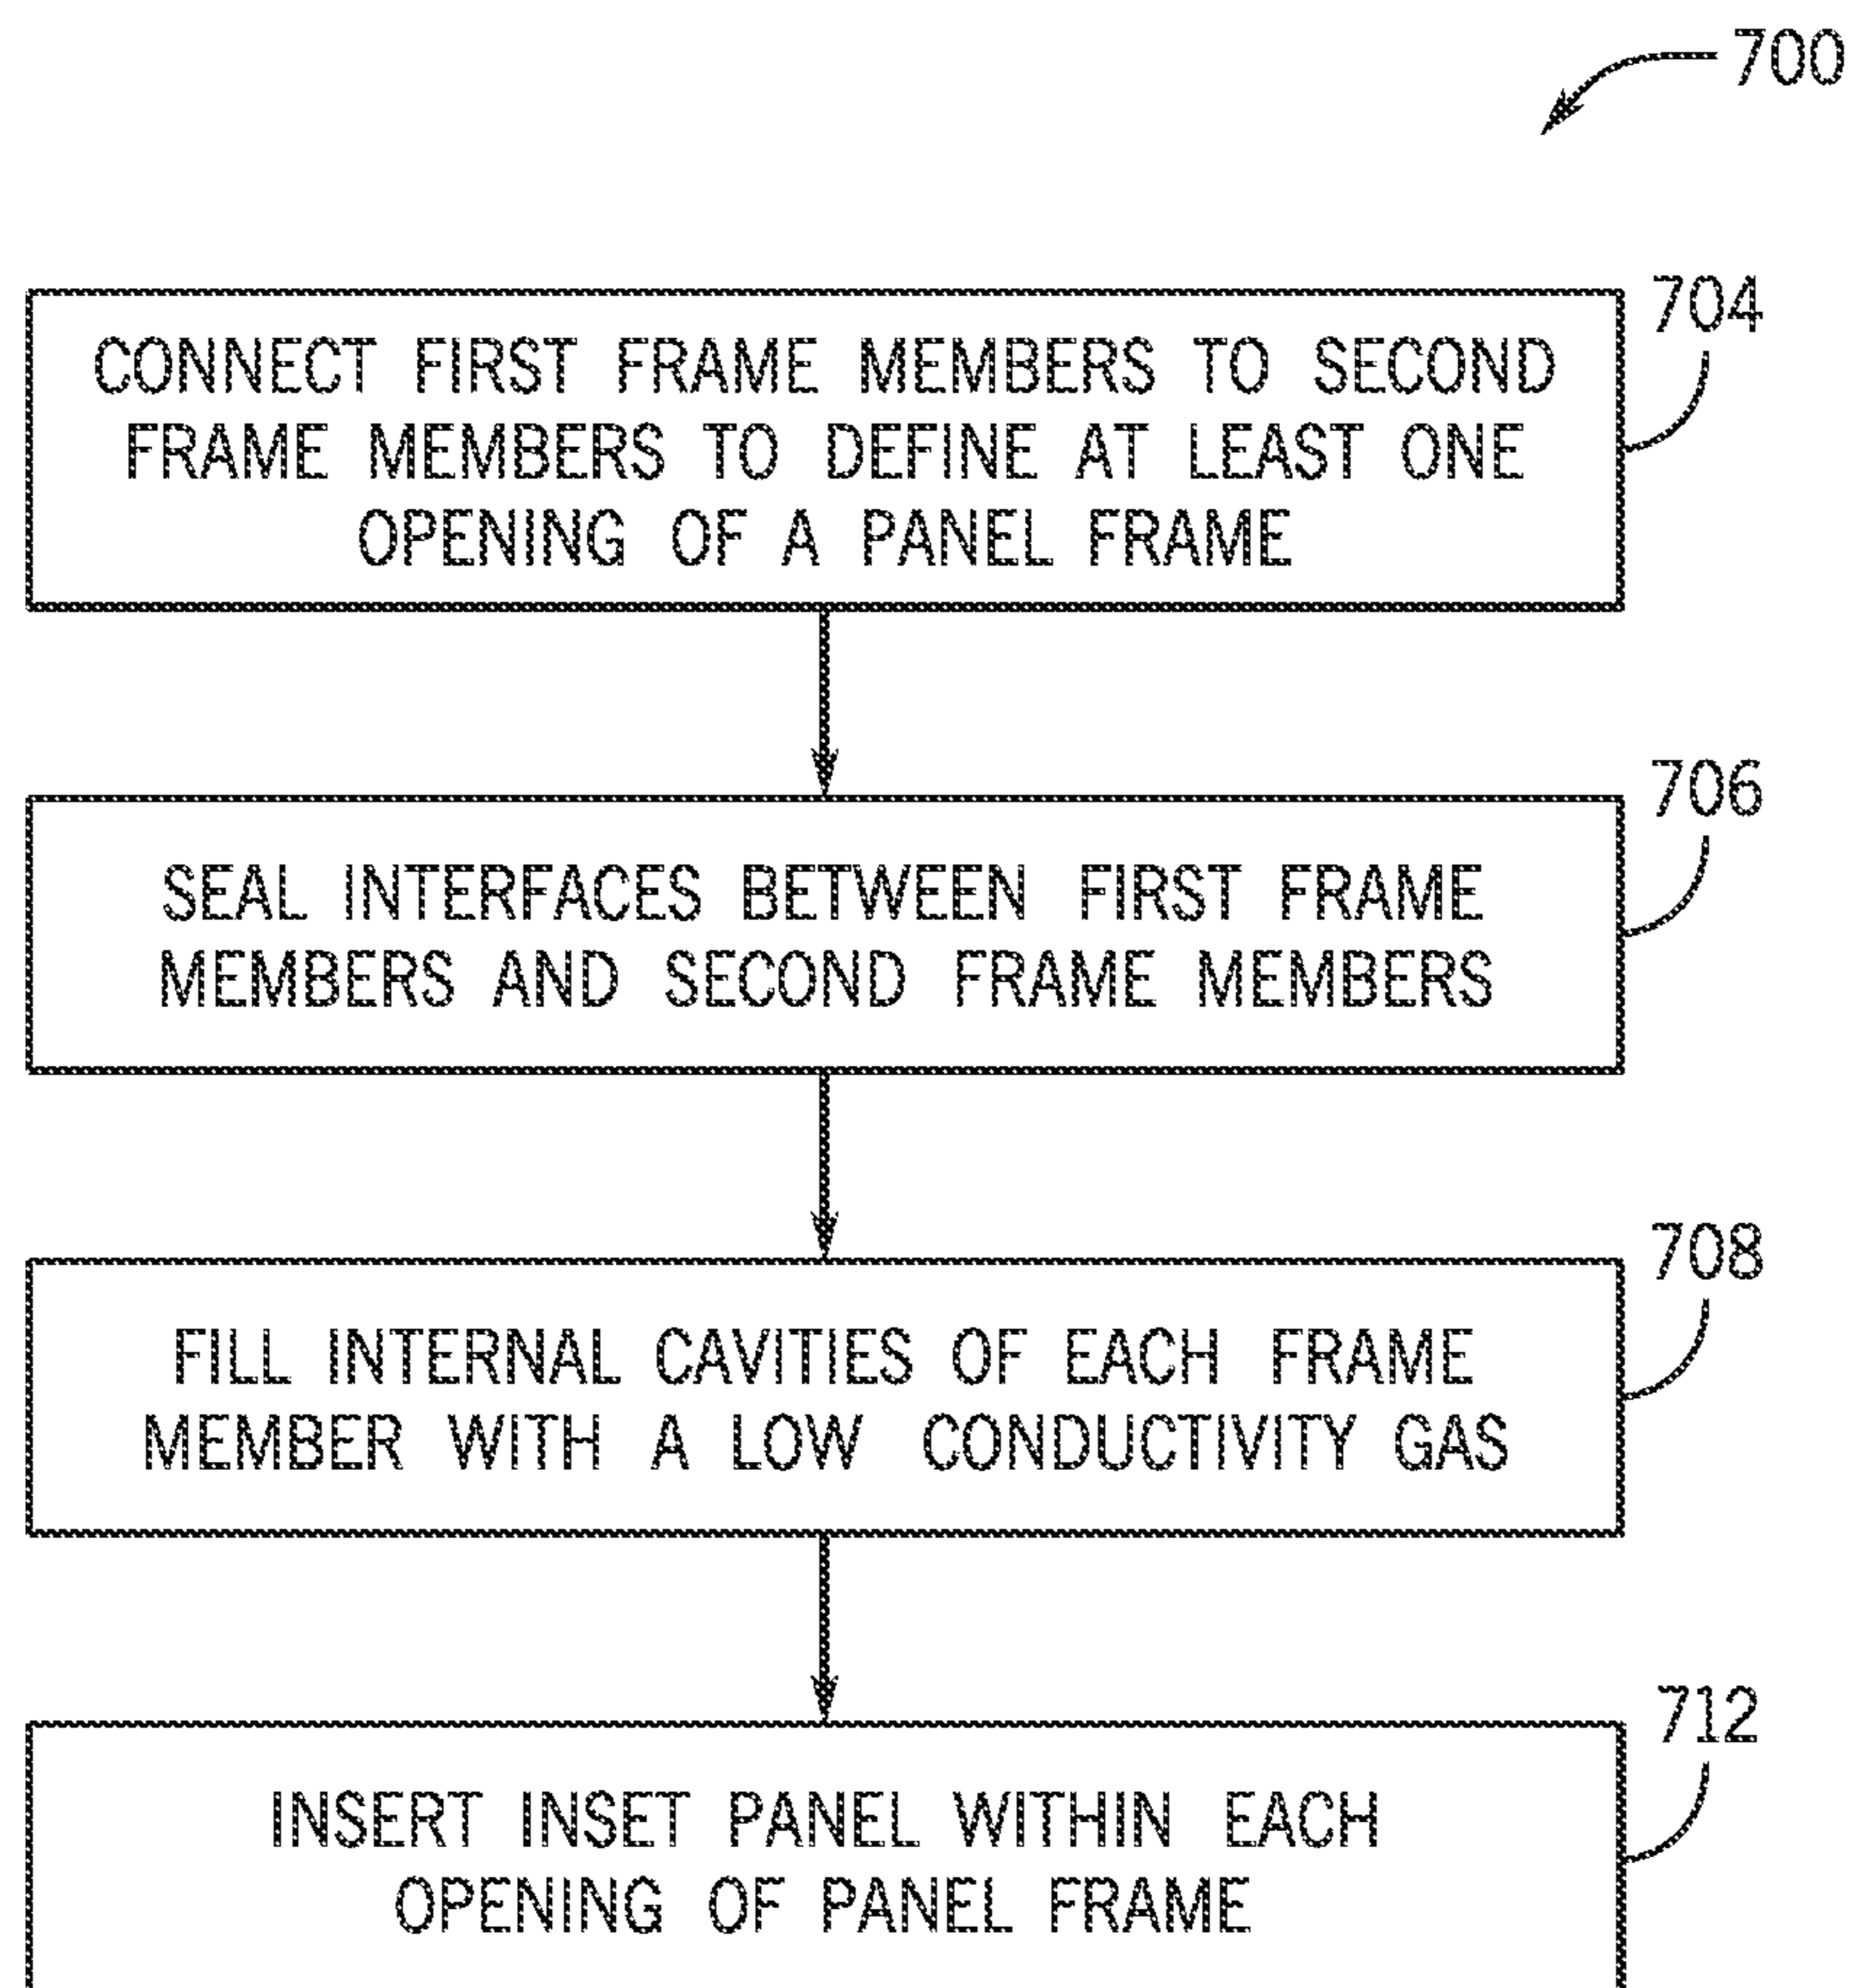 700
704
CONNECT FIRST FRAME MEMBERS TO SECOND
FRAME MEMBERS TO DEFINE AT LEAST ONE
OPENING OF A PANEL FRAME
706
SEAL INTERFACES BETWEEN FIRST FRAME
MEMBERS AND SECOND FRAME MEMBERS
708
FILL INTERNAL CAVITIES OF EACH FRAME
MEMBER WITH A LOW CONDUCTIVITY GAS
712
INSERT INSET PANEL WITHIN EACH
OPENING OF PANEL FRAME